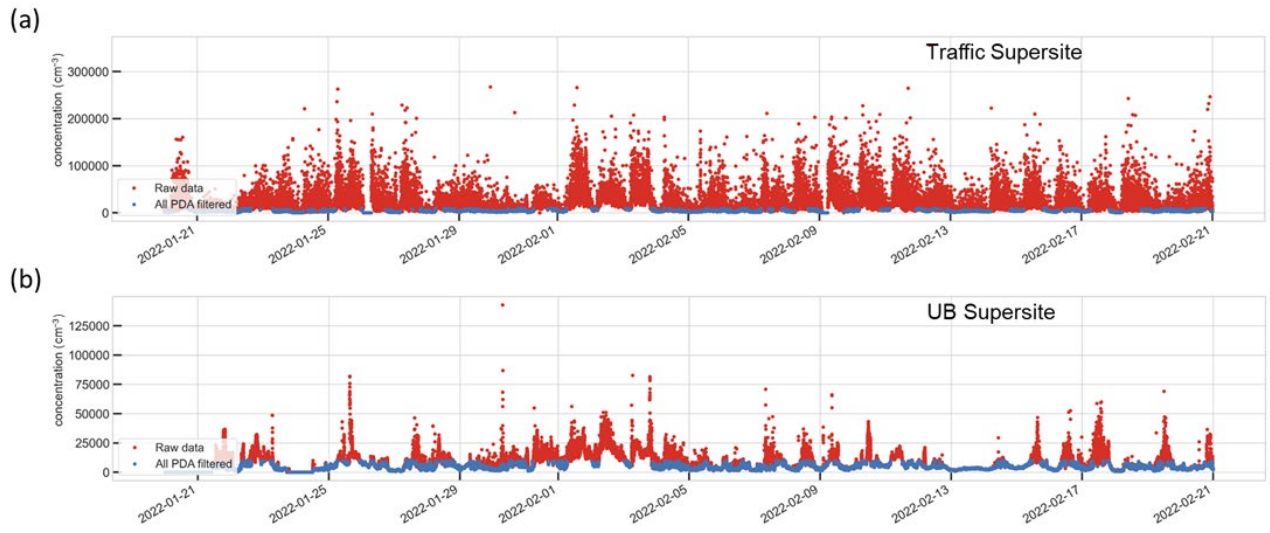 (a)
Traffic Supersite
concentration (cm⁻³)
300000
200000
100000
0
Raw data
All PDA filtered
2022-01-21
2022-01-25
2022-01-29
2022-02-01
2022-02-05
2022-02-09
2022-02-13
2022-02-17
2022-02-21
(b)
UB Supersite
concentration (cm⁻³)
125000
100000
75000
50000
25000
0
Raw data
All PDA filtered
2022-01-21
2022-01-25
2022-01-29
2022-02-01
2022-02-05
2022-02-09
2022-02-13
2022-02-17
2022-02-21